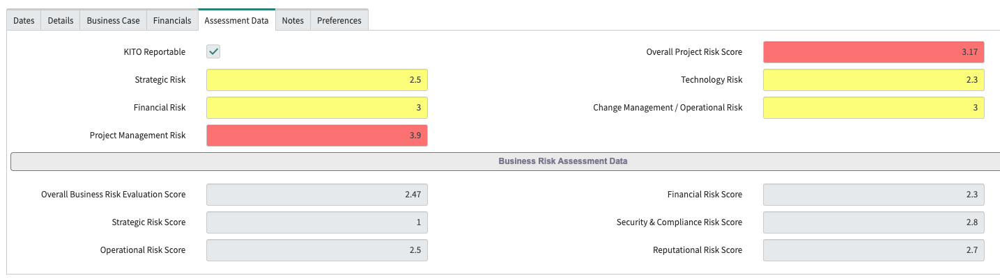 Dates Details Business Case Financials Assessment Data Notes Preferences
KITO Reportable Overall Project Risk Score 3.17
Strategic Risk 2.5 Technology Risk 2.3
Financial Risk 3 Change Management / Operational Risk 3
Project Management Risk 3.9
Business Risk Assessment Data
Overall Business Risk Evaluation Score 2.47 Financial Risk Score 2.3
Strategic Risk Score 1 Security & Compliance Risk Score 2.8
Operational Risk Score 2.5 Reputational Risk Score 2.7